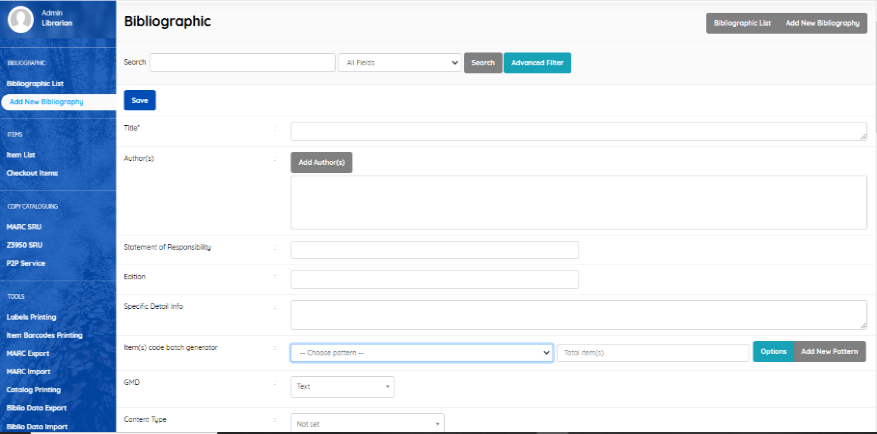 Admin
Librarian
BIBLIOGRAPHIC
Bibliographic List
Add New Bibliography
ITEMS
Item List
Checkout Items
COPY CATALOGUING
MARC SRU
Z3950 SRU
P2P Service
TOOLS
Labels Printing
Item Barcodes Printing
MARC Export
MARC Import
Catalog Printing
Biblio Data Export
Biblio Data Import
Bibliographic
Bibliographic List Add New Bibliography
Search All Fields Search Advanced Filter
Save
Title* :
Author(s) : Add Author(s)
Statement of Responsibility :
Edition :
Specific Detail Info :
Item(s) code batch generator : -- Choose pattern -- Total item(s) Options Add New Pattern
GMD : Text
Content Type : Not set